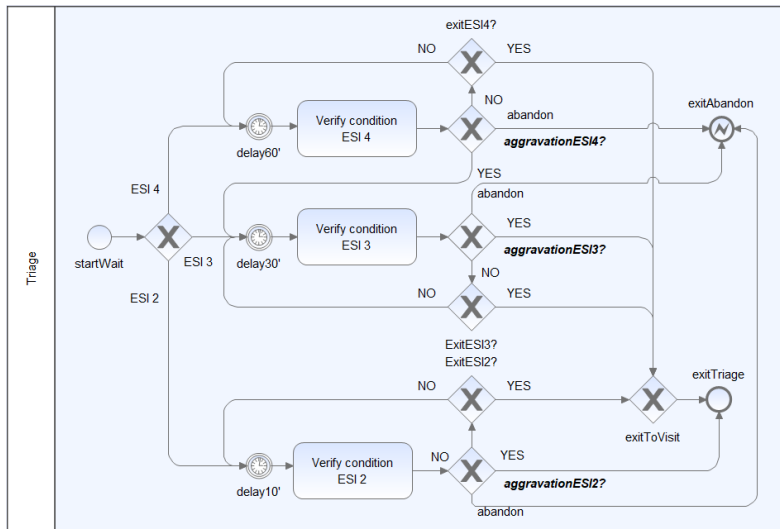 exitESI4?
NO
YES
NO
Verify condition
ESI 4
abandon
exitAbandon
delay60'
aggravationESI4?
YES
abandon
ESI 4
Verify condition
ESI 3
YES
startWait
ESI 3
delay30'
aggravationESI3?
NO
Triage
ESI 2
NO
YES
ExitESI3?
ExitESI2?
NO
YES
exitTriage
exitToVisit
Verify condition
ESI 2
NO
YES
delay10'
aggravationESI2?
abandon